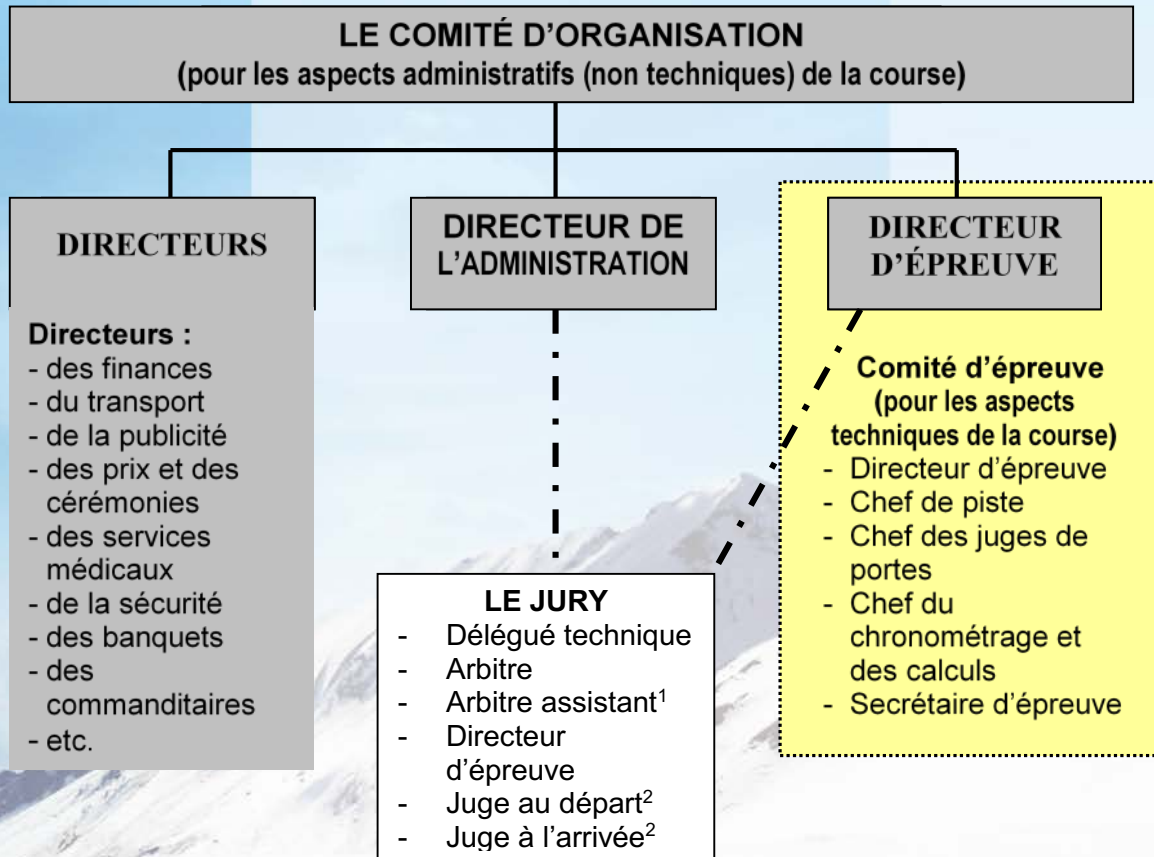 LE COMITÉ D’ORGANISATION
(pour les aspects administratifs (non techniques) de la course)
DIRECTEURS
Directeurs :
- des finances
- du transport
- de la publicité
- des prix et des
cérémonies
- des services
médicaux
- de la sécurité
- des banquets
- des
commanditaires
- etc.
DIRECTEUR DE
L’ADMINISTRATION
LE JURY
- Délégué technique
- Arbitre
- Arbitre assistant¹
- Directeur
d’épreuve
- Juge au départ²
- Juge à l’arrivée²
DIRECTEUR
D’ÉPREUVE
Comité d’épreuve
(pour les aspects
techniques de la course)
- Directeur d’épreuve
- Chef de piste
- Chef des juges de
portes
- Chef du
chronométrage et
des calculs
- Secrétaire d’épreuve